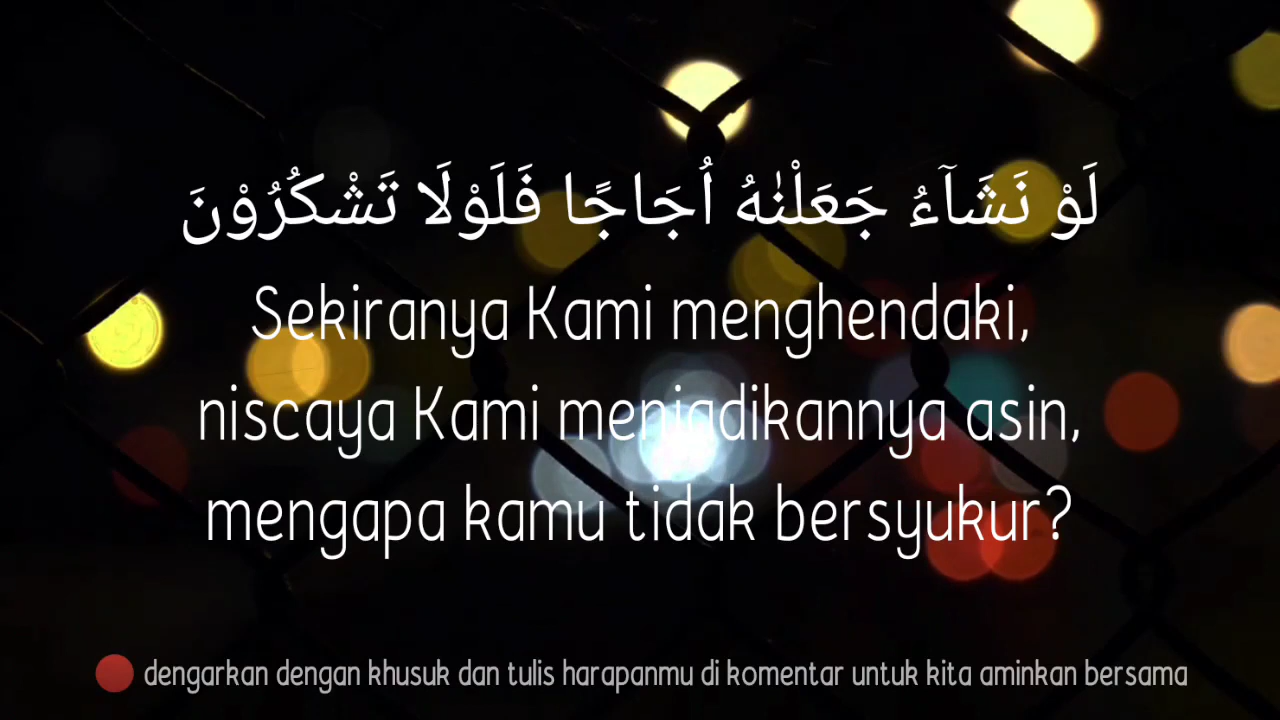 لَوْ نَشَاۤءُ جَعَلْنٰهُ اُجَاجًا فَلَوْلَا تَشْكُرُوْنَ
Sekiranya Kami menghendaki,
niscaya Kami menjadikannya asin,
mengapa kamu tidak bersyukur?
dengarkan dengan khusuk dan tulis harapanmu di komentar untuk kita aminkan bersama